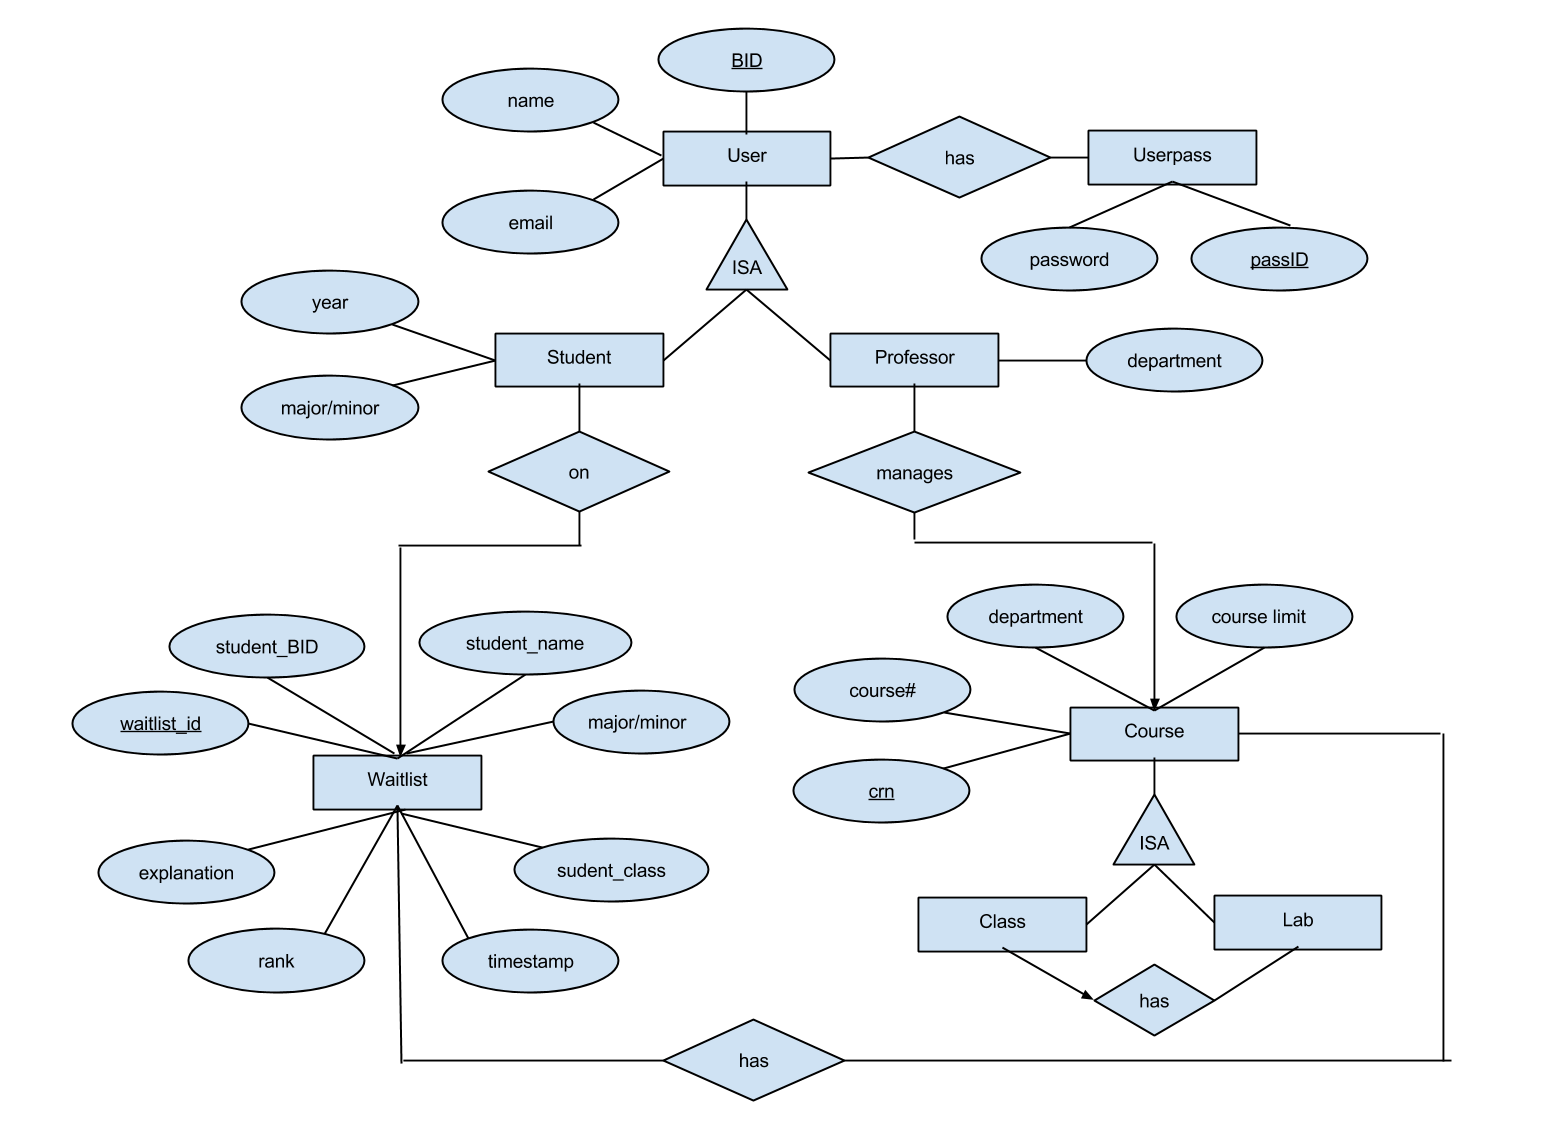 BID
name
User
has
Userpass
email
password
passID
ISA
year
Student
Professor
department
major/minor
on
manages
student_BID
student_name
department
course limit
waitlist_id
major/minor
course#
Waitlist
Course
crn
explanation
sudent_class
ISA
Class
Lab
rank
timestamp
has
has